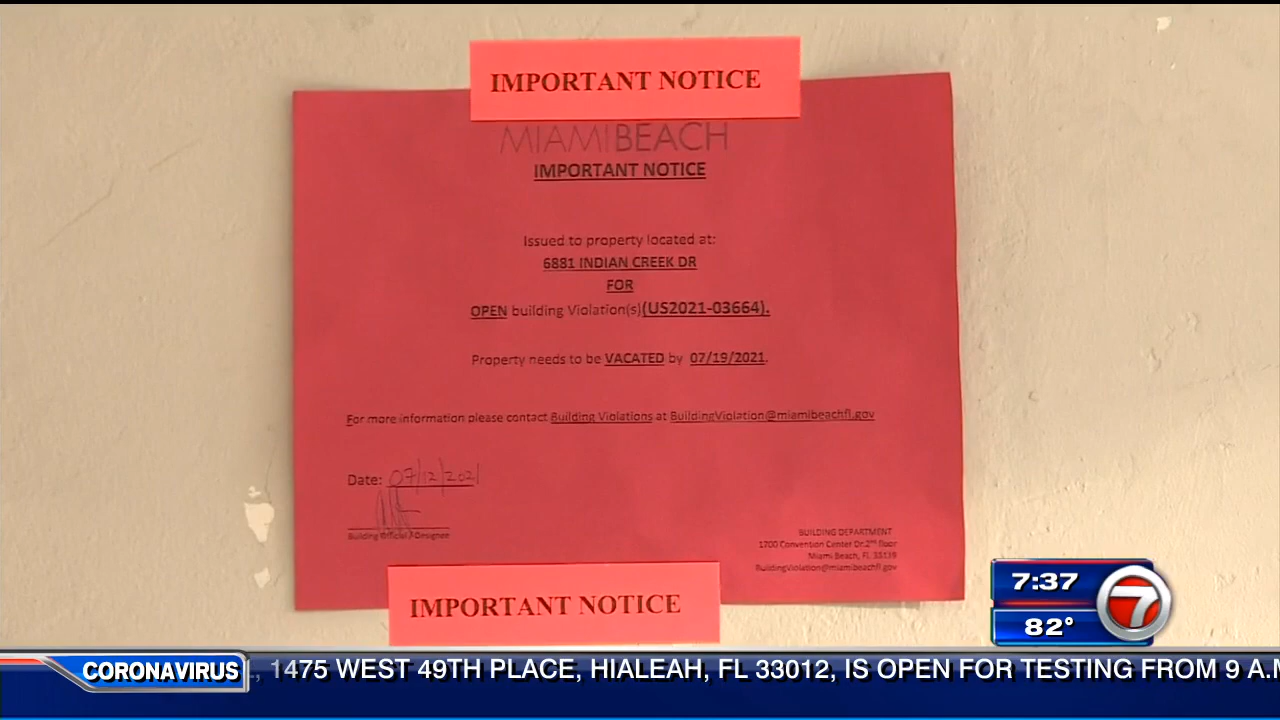 IMPORTANT NOTICE
MIAMIBEACH
IMPORTANT NOTICE
Issued to property located at:
6881 INDIAN CREEK DR
FOR
OPEN building Violation(s)(US2021-03664).
Property needs to be VACATED by 07/19/2021.
For more information please contact Building Violations at BuildingViolation@miamibeachfl.gov
Date: 07/12/2021
Building Official / Designee
BUILDING DEPARTMENT
1700 Convention Center Dr.2nd floor
Miami Beach, FL 33139
BuildingViolation@miamibeachfl.gov
IMPORTANT NOTICE
7:37
7
82°
CORONAVIRUS
, 1475 WEST 49TH PLACE, HIALEAH, FL 33012, IS OPEN FOR TESTING FROM 9 A.M